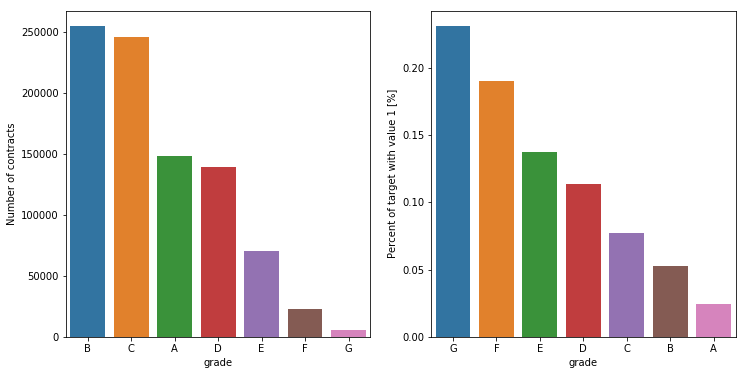 Number of contracts
250000
200000
150000
100000
50000
0
B C A D E F G
grade
Percent of target with value 1 [%]
0.20
0.15
0.10
0.05
0.00
G F E D C B A
grade